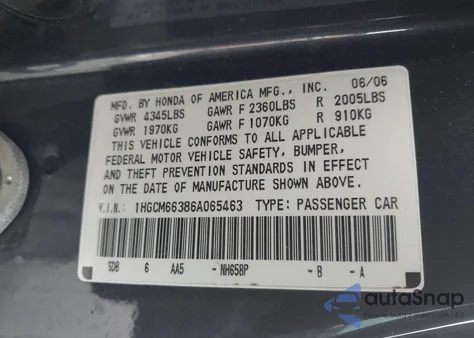 MFD. BY HONDA OF AMERICA MFG., INC. 06/06
GVWR 4345LBS GAWR F 2360LBS R 2005LBS
GVWR 1970KG GAWR F 1070KG R 910KG
THIS VEHICLE CONFORMS TO ALL APPLICABLE
FEDERAL MOTOR VEHICLE SAFETY, BUMPER,
AND THEFT PREVENTION STANDARDS IN EFFECT
ON THE DATE OF MANUFACTURE SHOWN ABOVE.
V.I.N.: 1HGCM66386A065463 TYPE: PASSENGER CAR
SDB 6 AA5 -NH658P -B -A
autoSnap